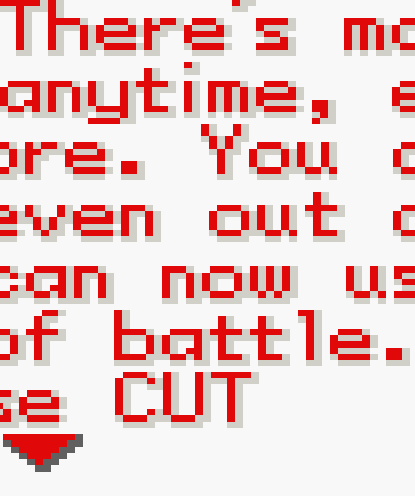 There's mo
anytime, e
ore. You c
even out o
can now us
of battle.
se CUT